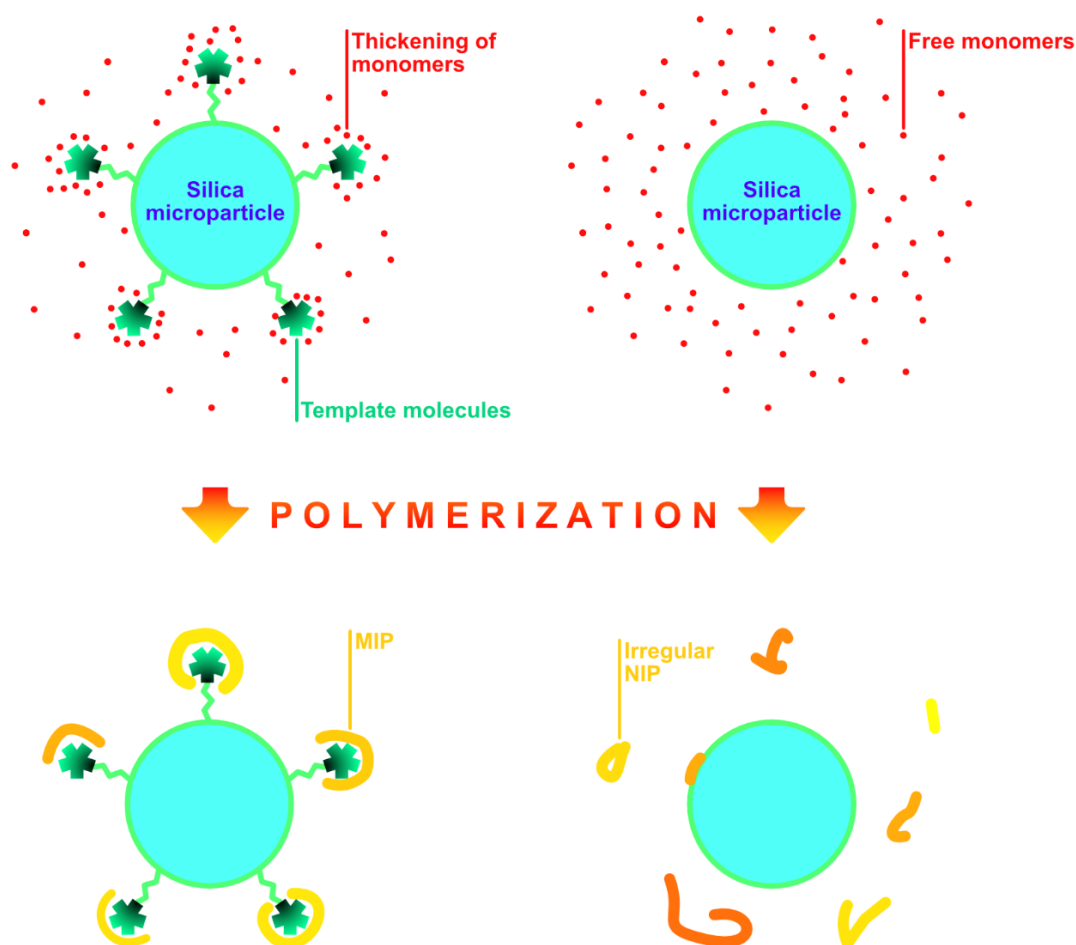 Thickening of
monomers
Free monomers
Silica
microparticle
Silica
microparticle
Template molecules
POLYMERIZATION
MIP
Irregular
NIP